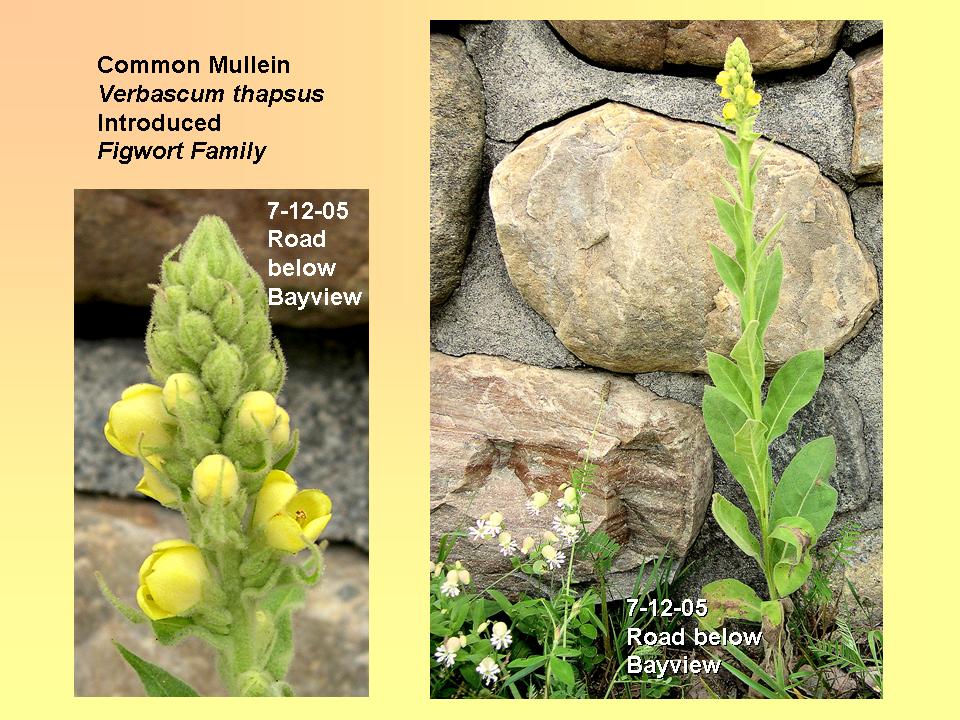 Common Mullein
Verbascum thapsus
Introduced
Figwort Family
7-12-05
Road
below
Bayview
7-12-05
Road below
Bayview